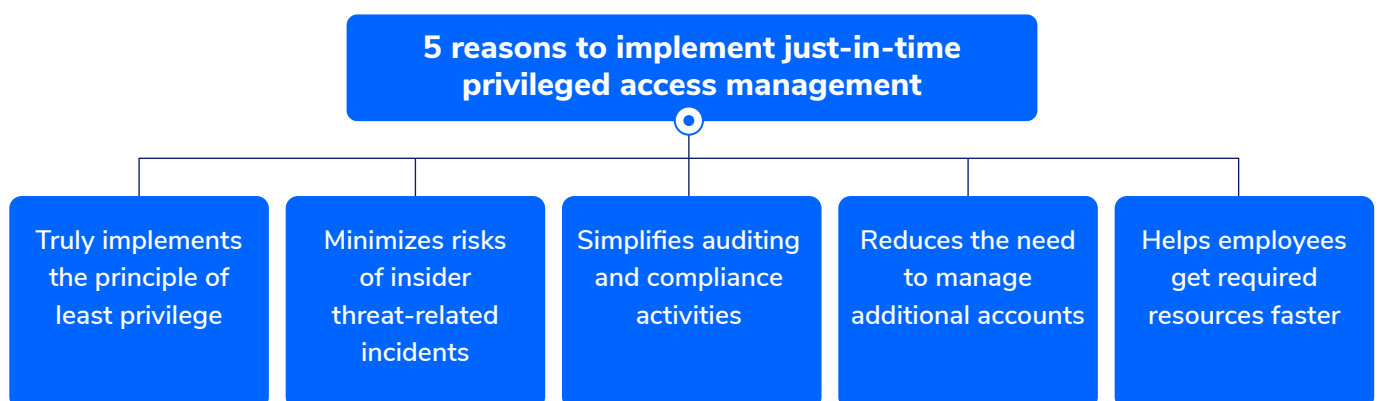 5 reasons to implement just-in-time
privileged access management
Truly implements
the principle of
least privilege
Minimizes risks
of insider
threat-related
incidents
Simplifies auditing
and compliance
activities
Reduces the need
to manage
additional accounts
Helps employees
get required
resources faster